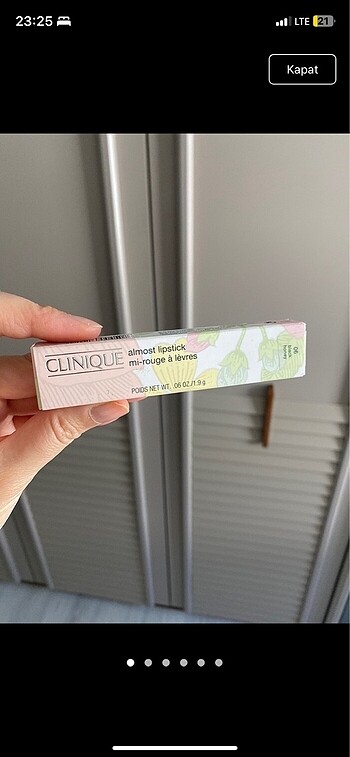 23:25
LTE
21
Kapat
CLINIQUE
almost lipstick
mi-rouge à lèvres
POIDS NET WT. .06 OZ./1.9 g
06
black
honey